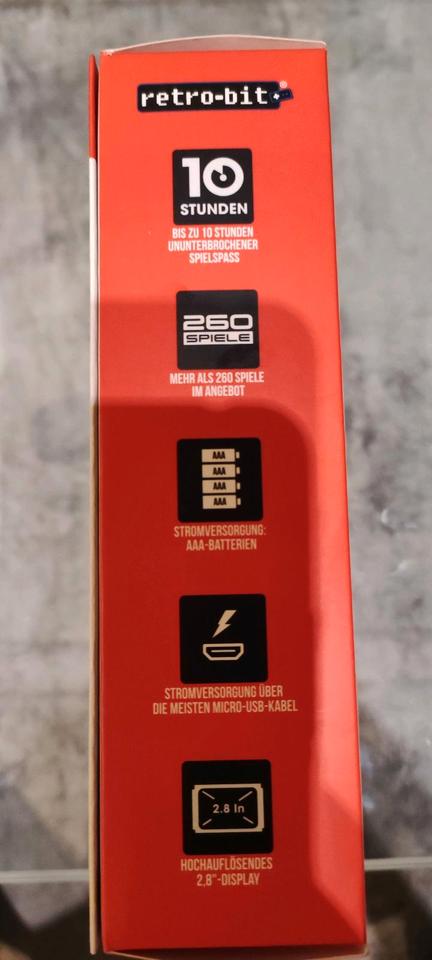 retro-bit®
10
STUNDEN
BIS ZU 10 STUNDEN
UNUNTERBROCHENER
SPIELSPASS
260
SPIELE
MEHR ALS 260 SPIELE
IM ANGEBOT
AAA
AAA
AAA
AAA
STROMVERSORGUNG:
AAA-BATTERIEN
STROMVERSORGUNG ÜBER
DIE MEISTEN MICRO-USB-KABEL
2.8 In
HOCHAUFLÖSENDES
2,8"-DISPLAY